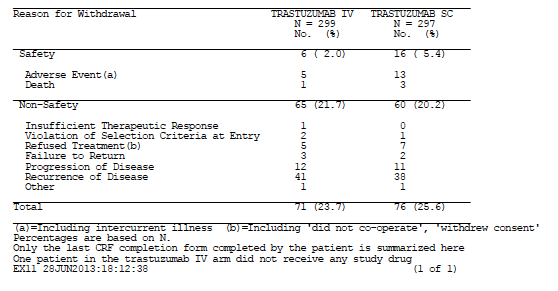 Reason for Withdrawal TRASTUZUMAB IV TRASTUZUMAB SC
N = 299 N = 297
No. (%) No. (%)
Safety 6 ( 2.0) 16 ( 5.4)
Adverse Event(a) 5 13
Death 1 3
Non-Safety 65 (21.7) 60 (20.2)
Insufficient Therapeutic Response 1 0
Violation of Selection Criteria at Entry 2 1
Refused Treatment(b) 5 7
Failure to Return 3 2
Progression of Disease 12 11
Recurrence of Disease 41 38
Other 1 1
Total 71 (23.7) 76 (25.6)
(a)=Including intercurrent illness (b)=Including 'did not co-operate', 'withdrew consent'
Percentages are based on N.
Only the last CRF completion form completed by the patient is summarized here
One patient in the trastuzumab IV arm did not receive any study drug
EX11 28JUN2013:18:12:38 (1 of 1)